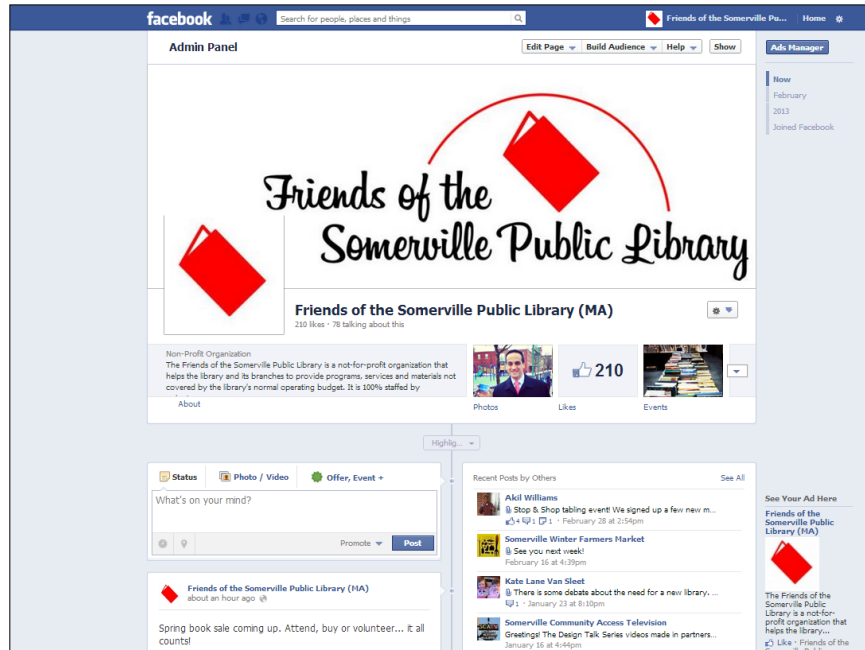 facebook
Search for people, places and things
Friends of the Somerville Pu...
Home
Admin Panel
Edit Page
Build Audience
Help
Show
Ads Manager
Now
February
2013
Joined Facebook
Friends of the
Somerville Public Library
Friends of the Somerville Public Library (MA)
210 likes · 78 talking about this
Non-Profit Organization
The Friends of the Somerville Public Library is a not-for-profit organization that
helps the library and its branches to provide programs, services and materials not
covered by the library's normal operating budget. It is 100% staffed by
About
210
Photos
Likes
Events
Highlig...
Status
Photo / Video
Offer, Event +
What's on your mind?
Promote
Post
Friends of the Somerville Public Library (MA)
about an hour ago
Spring book sale coming up. Attend, buy or volunteer... it all
counts!
Recent Posts by Others
See All
Akil Williams
Stop & Shop tabling event! We signed up a few new m...
4 1 1 · February 28 at 2:54pm
Somerville Winter Farmers Market
See you next week!
February 16 at 4:39pm
Kate Lane Van Sleet
There is some debate about the need for a new library. ...
1 · January 23 at 8:10pm
Somerville Community Access Television
Greetings! The Design Talk Series videos made in partners...
January 16 at 4:44pm
See Your Ad Here
Friends of the
Somerville Public
Library (MA)
The Friends of the
Somerville Public
Library is a not-for-
profit organization that
helps the library...
Like · Friends of the